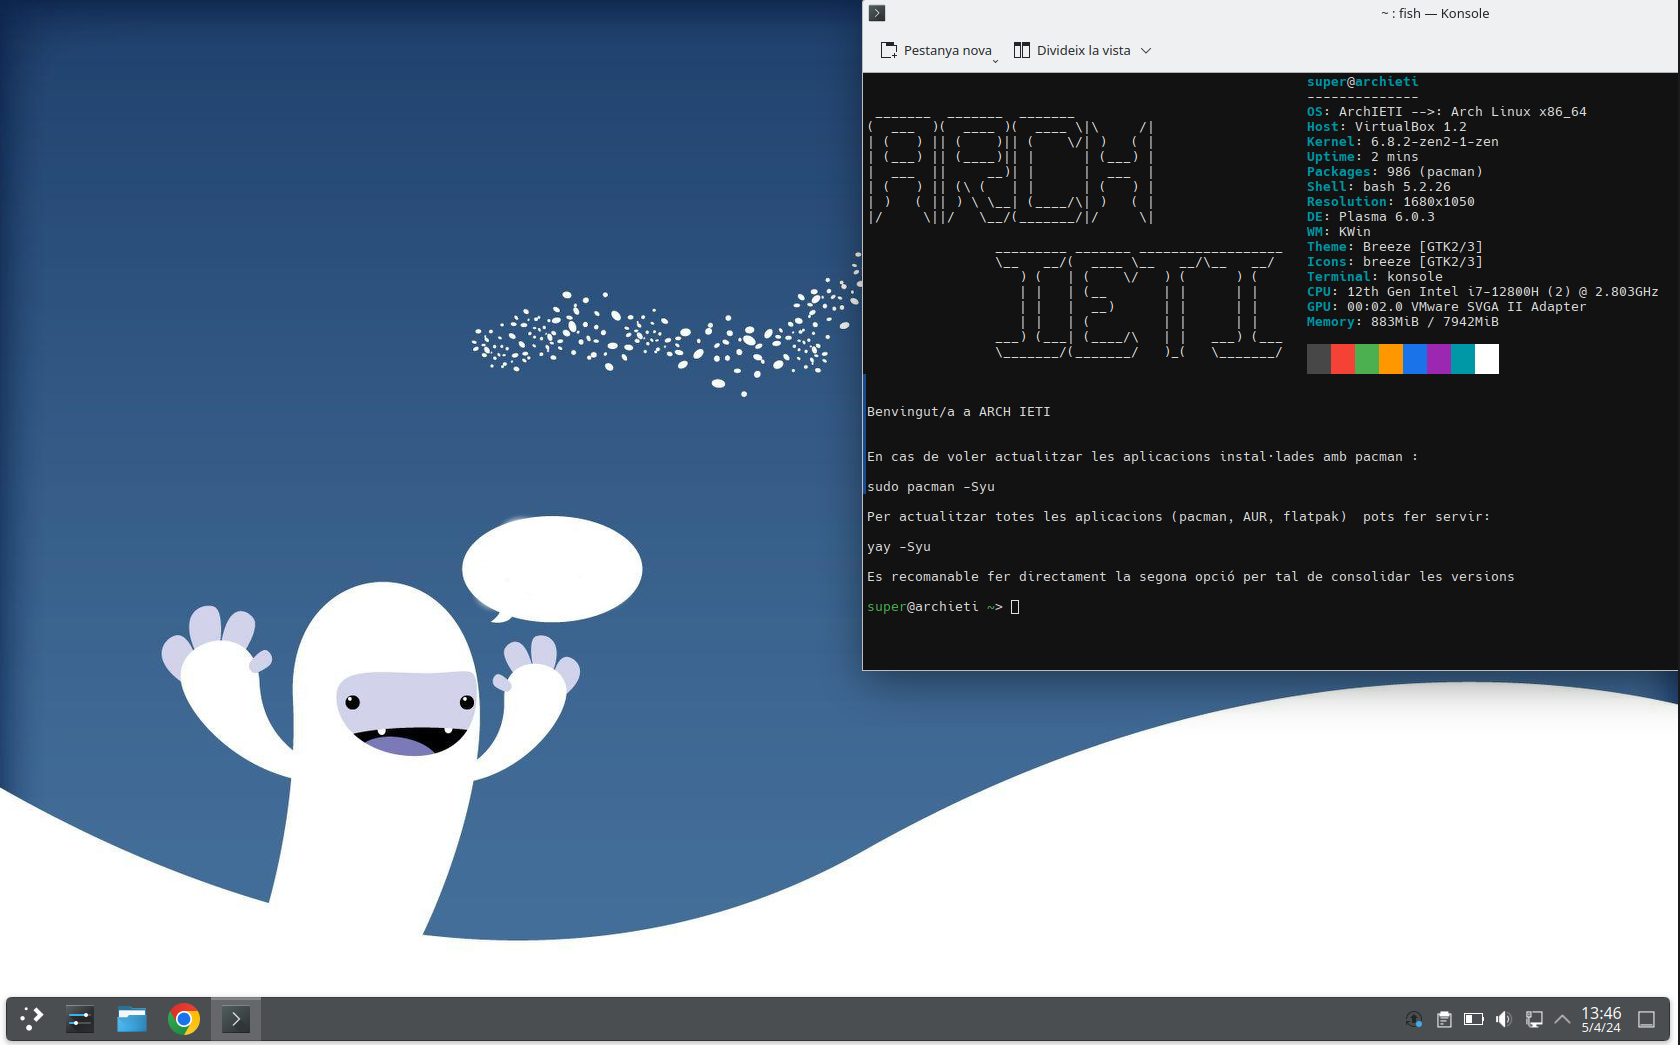 ~ : fish — Konsole
Pestanya nova
Divideix la vista
super@archieti
--------------
OS: ArchIETI -->: Arch Linux x86_64
Host: VirtualBox 1.2
Kernel: 6.8.2-zen2-1-zen
Uptime: 2 mins
Packages: 986 (pacman)
Shell: bash 5.2.26
Resolution: 1680x1050
DE: Plasma 6.0.3
WM: KWin
Theme: Breeze [GTK2/3]
Icons: breeze [GTK2/3]
Terminal: konsole
CPU: 12th Gen Intel i7-12800H (2) @ 2.803GHz
GPU: 00:02.0 VMware SVGA II Adapter
Memory: 883MiB / 7942MiB
ARCH
IETI
Benvingut/a a ARCH IETI
En cas de voler actualitzar les aplicacions instal·lades amb pacman :
sudo pacman -Syu
Per actualitzar totes les aplicacions (pacman, AUR, flatpak)  pots fer servir:
yay -Syu
Es recomanable fer directament la segona opció per tal de consolidar les versions
super@archieti ~>
13:46
5/4/24